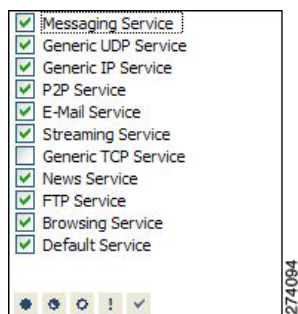 Messaging Service
Generic UDP Service
Generic IP Service
P2P Service
E-Mail Service
Streaming Service
Generic TCP Service
News Service
FTP Service
Browsing Service
Default Service
274094